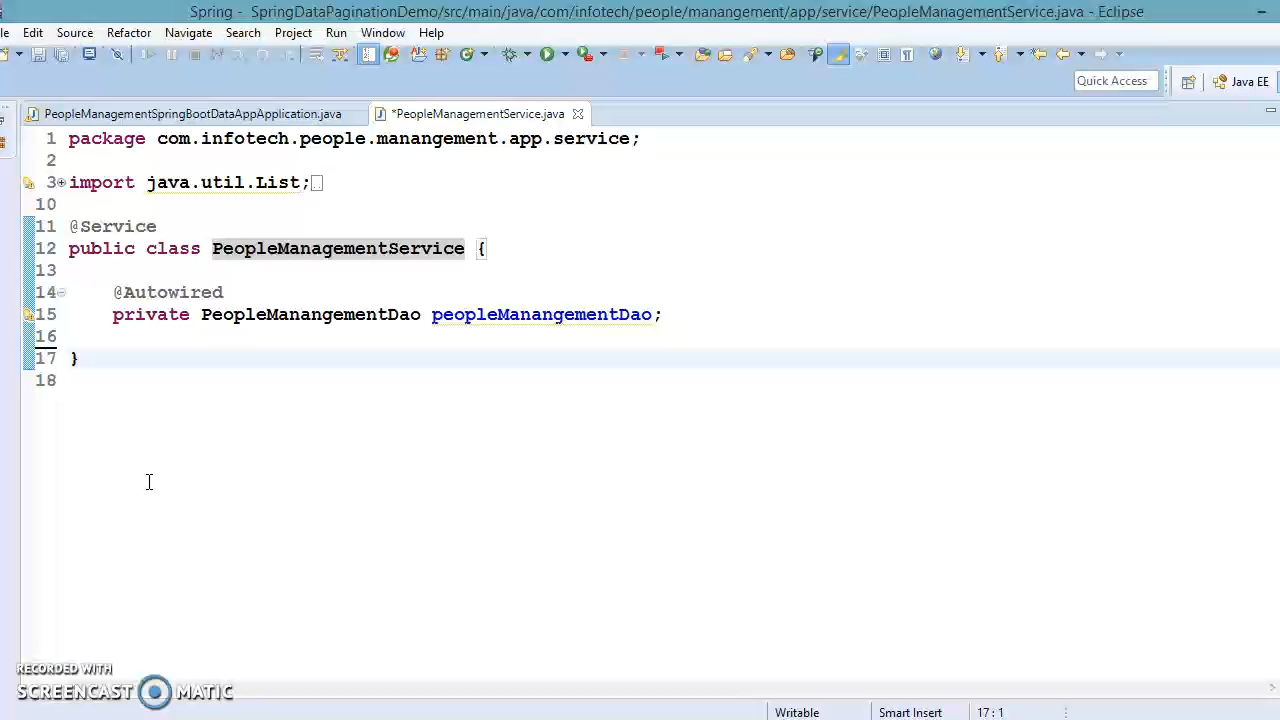 Spring - SpringDataPaginationDemo/src/main/java/com/infotech/people/manangement/app/service/PeopleManagementService.java - Eclipse
Edit Source Refactor Navigate Search Project Run Window Help
Quick Access Java EE
PeopleManagementSpringBootDataAppApplication.java *PeopleManagementService.java
1 package com.infotech.people.manangement.app.service;
2
3 import java.util.List;
10
11 @Service
12 public class PeopleManagementService {
13
14 @Autowired
15 private PeopleManangementDao peopleManangementDao;
16
17 }
18
RECORDED WITH
SCREENCAST MATIC
Writable Smart Insert 17 : 1